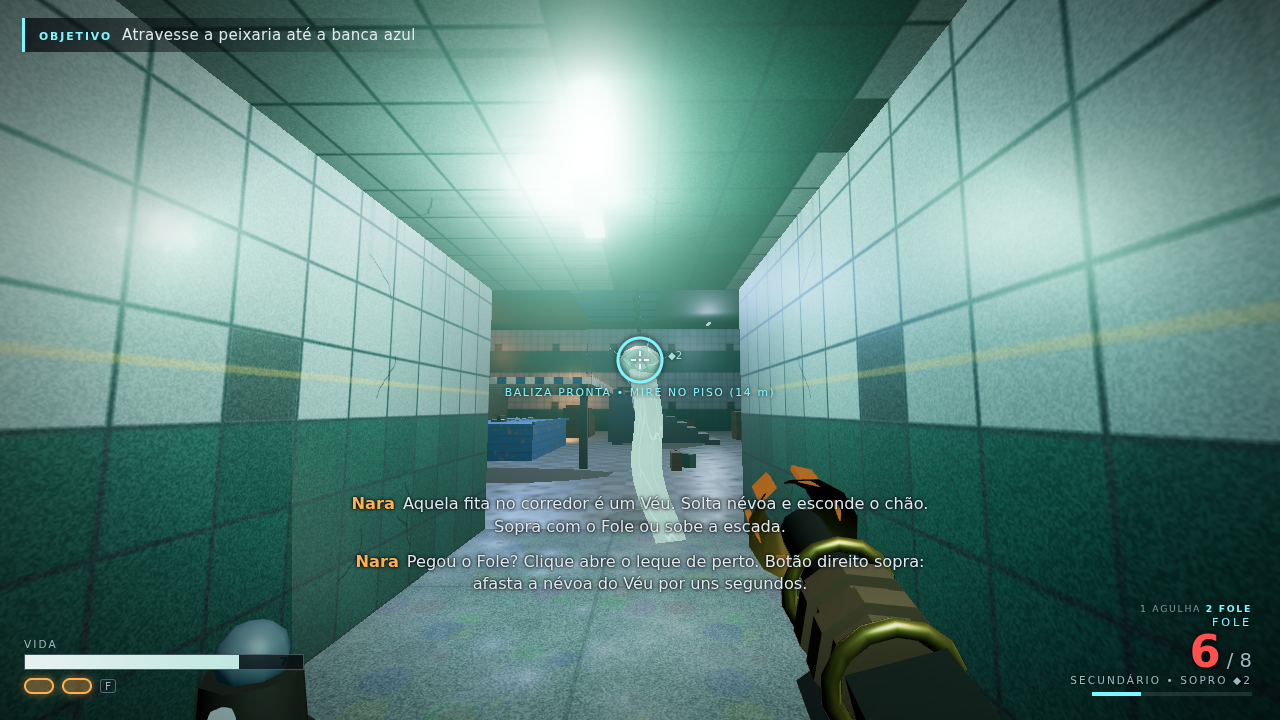 OBJETIVO Atravesse a peixaria até a banca azul
◆2
BALIZA PRONTA • MIRE NO PISO (14 m)
Nara Aquela fita no corredor é um Véu. Solta névoa e esconde o chão.
Sopra com o Fole ou sobe a escada.
Nara Pegou o Fole? Clique abre o leque de perto. Botão direito sopra:
afasta a névoa do Véu por uns segundos.
VIDA
F
1 AGULHA 2 FOLE
FOLE
6 / 8
SECUNDÁRIO • SOPRO ◆2